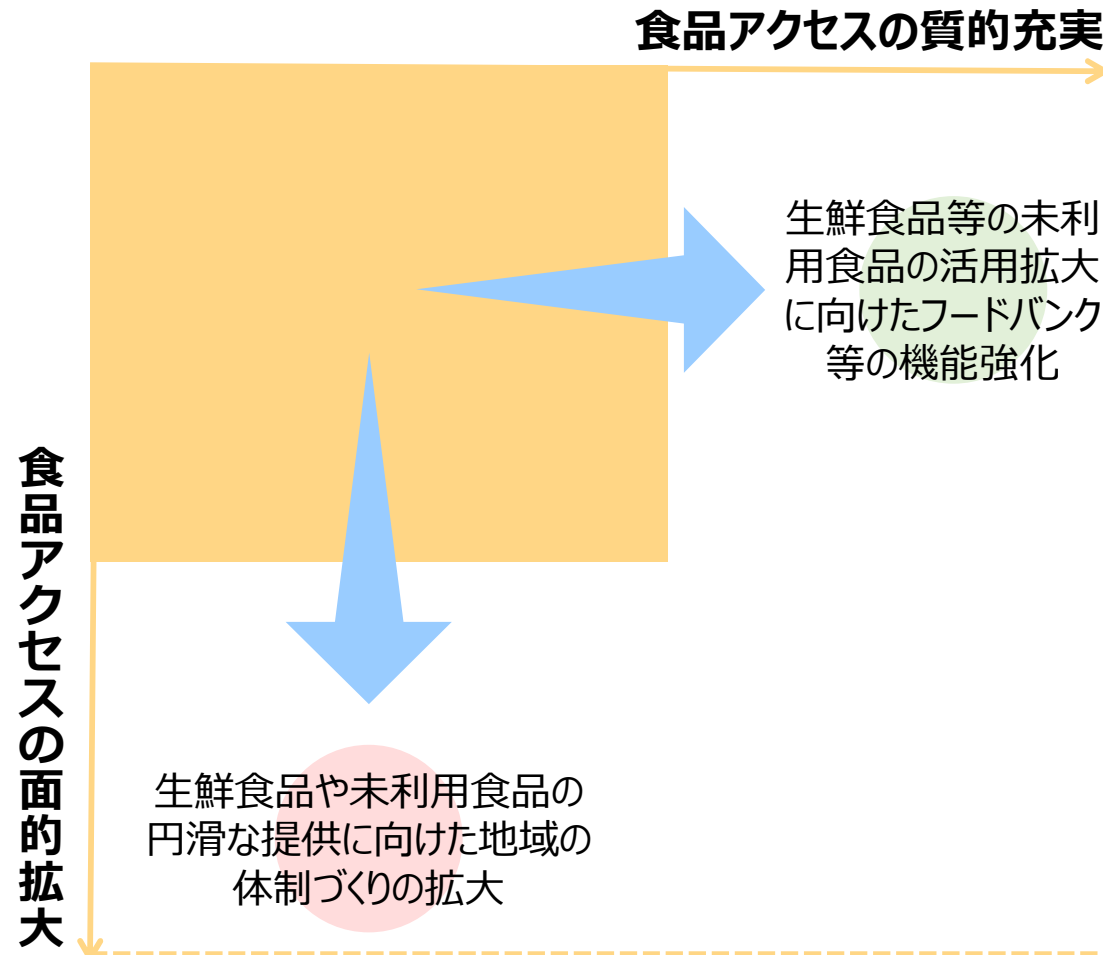 食品アクセスの質的充実
生鮮食品等の未利
用食品の活用拡大
に向けたフードバンク
等の機能強化
食品アクセスの面的拡大
生鮮食品や未利用食品の
円滑な提供に向けた地域の
体制づくりの拡大